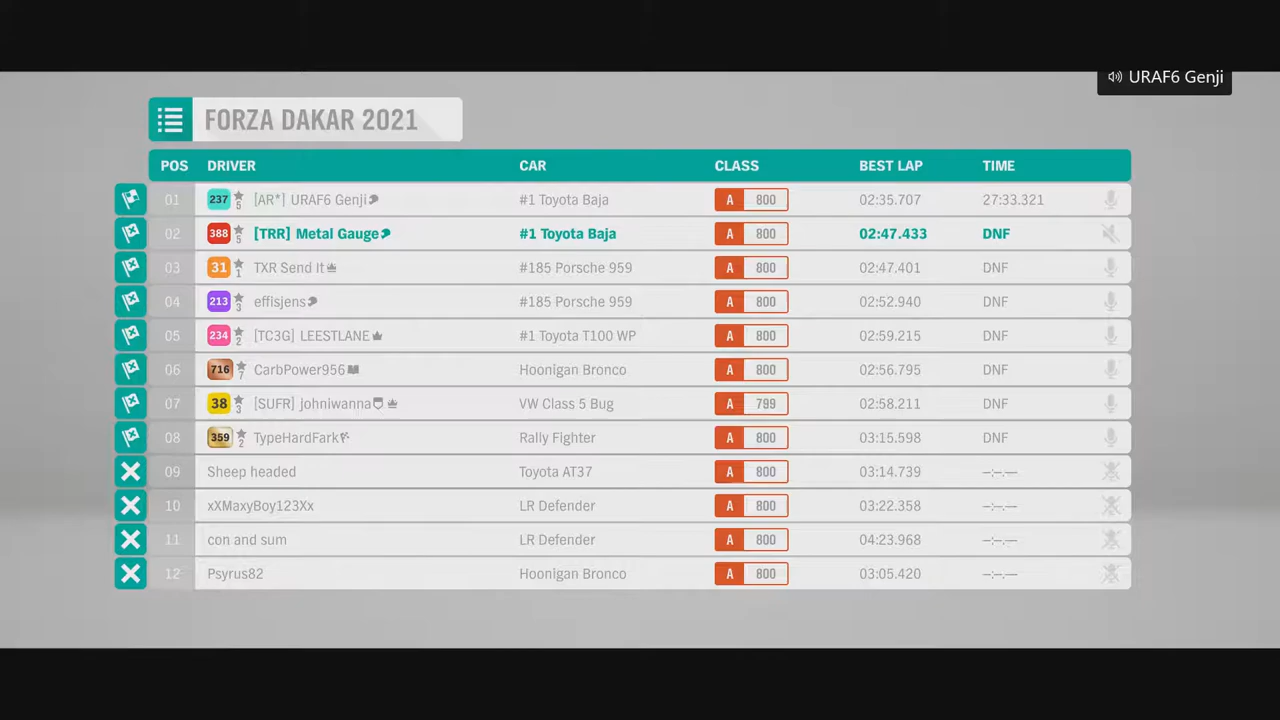 URAF6 Genji
FORZA DAKAR 2021
POS DRIVER CAR CLASS BEST LAP TIME
01 237 5 [AR*] URAF6 Genji #1 Toyota Baja A 800 02:35.707 27:33.321
02 388 5 [TRR] Metal Gauge #1 Toyota Baja A 800 02:47.433 DNF
03 31 1 TXR Send It #185 Porsche 959 A 800 02:47.401 DNF
04 213 3 effisjens #185 Porsche 959 A 800 02:52.940 DNF
05 234 2 [TC3G] LEESTLANE #1 Toyota T100 WP A 800 02:59.215 DNF
06 716 7 CarbPower956 Hoonigan Bronco A 800 02:56.795 DNF
07 38 3 [SUFR] johniwanna VW Class 5 Bug A 799 02:58.211 DNF
08 359 2 TypeHardFark Rally Fighter A 800 03:15.598 DNF
09 Sheep headed Toyota AT37 A 800 03:14.739 --:--.---
10 xXMaxyBoy123Xx LR Defender A 800 03:22.358 --:--.---
11 con and sum LR Defender A 800 04:23.968 --:--.---
12 Psyrus82 Hoonigan Bronco A 800 03:05.420 --:--.---